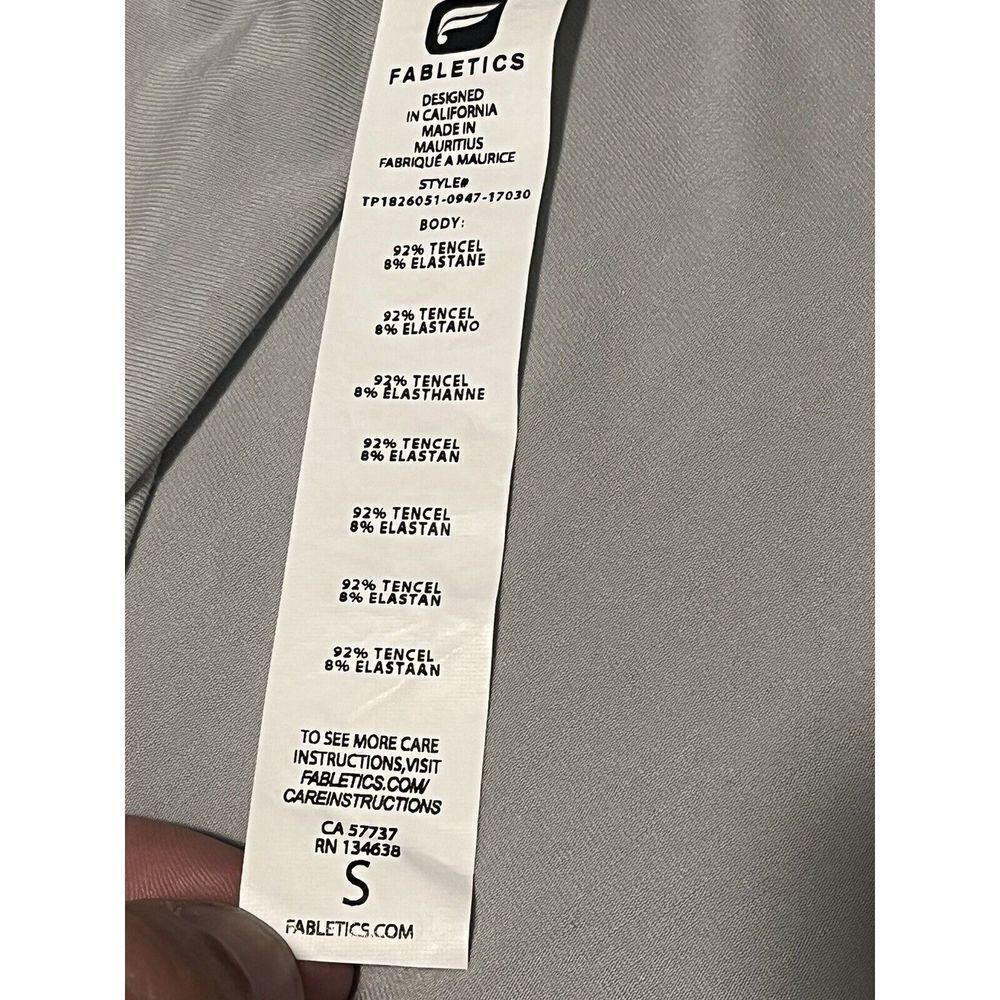 FABLETICS
DESIGNED
IN CALIFORNIA
MADE IN
MAURITIUS
FABRIQUÉ A MAURICE
STYLE#
TP1826051-0947-17030
BODY:
92% TENCEL
8% ELASTANE
92% TENCEL
8% ELASTANO
92% TENCEL
8% ELASTHANNE
92% TENCEL
8% ELASTAN
92% TENCEL
8% ELASTAN
92% TENCEL
8% ELASTAN
92% TENCEL
8% ELASTAAN
TO SEE MORE CARE
INSTRUCTIONS,VISIT
FABLETICS.COM/
CAREINSTRUCTIONS
CA 57737
RN 134638
S
FABLETICS.COM